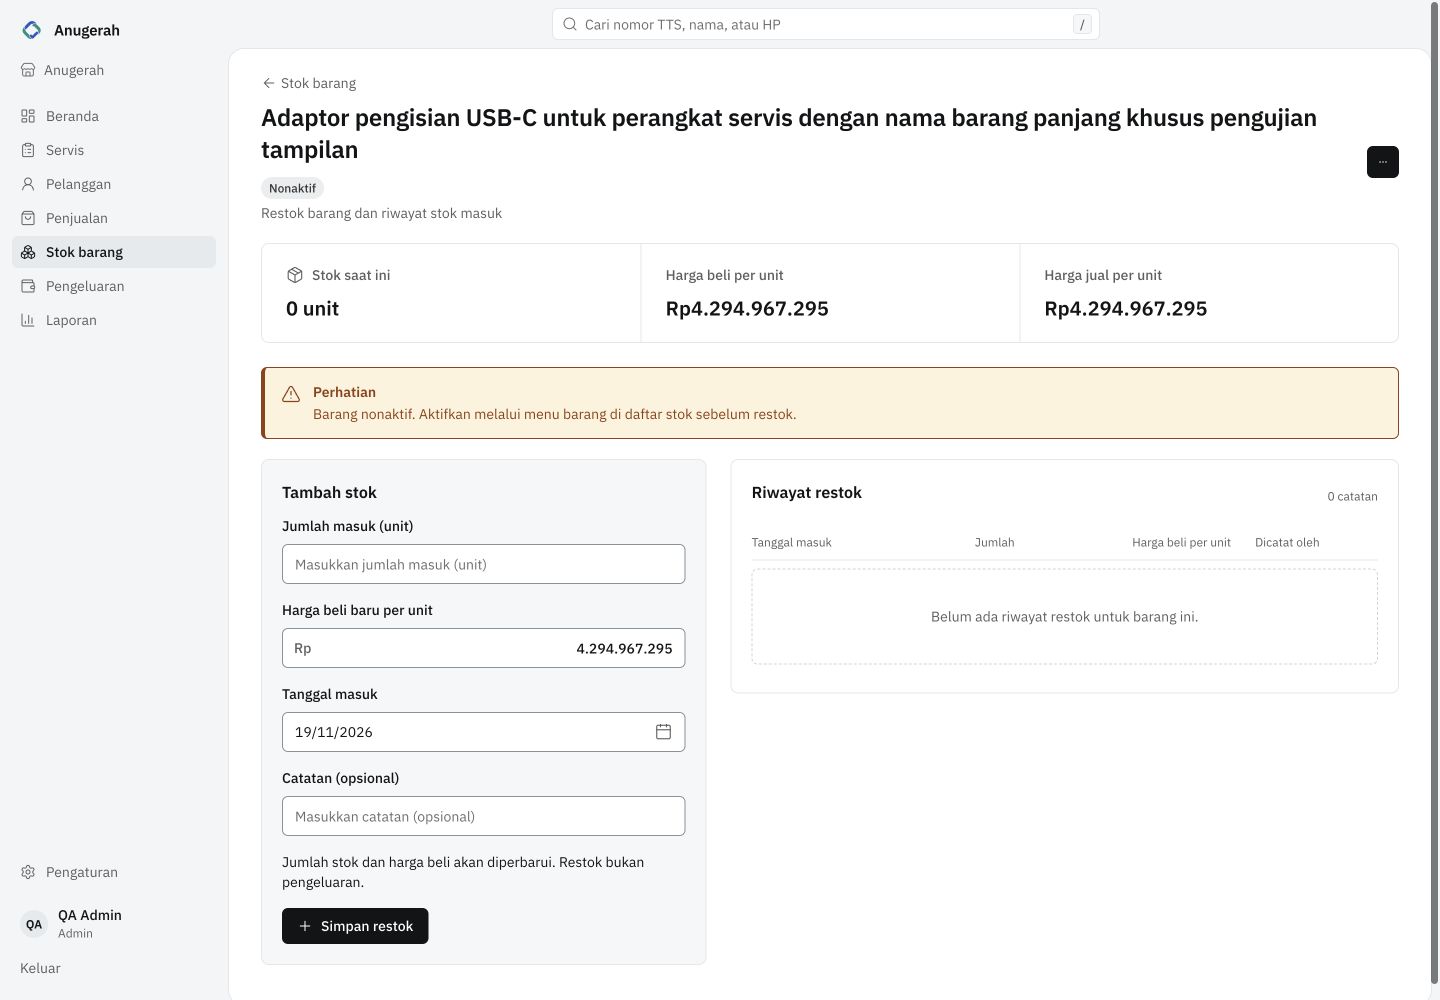 Anugerah
Cari nomor TTS, nama, atau HP
/
Anugerah
Beranda
Servis
Pelanggan
Penjualan
Stok barang
Pengeluaran
Laporan
Pengaturan
QA
QA Admin
Admin
Keluar
Stok barang
Adaptor pengisian USB-C untuk perangkat servis dengan nama barang panjang khusus pengujian
tampilan
...
Nonaktif
Restok barang dan riwayat stok masuk
Stok saat ini
0 unit
Harga beli per unit
Rp4.294.967.295
Harga jual per unit
Rp4.294.967.295
Perhatian
Barang nonaktif. Aktifkan melalui menu barang di daftar stok sebelum restok.
Tambah stok
Jumlah masuk (unit)
Masukkan jumlah masuk (unit)
Harga beli baru per unit
Rp 4.294.967.295
Tanggal masuk
19/11/2026
Catatan (opsional)
Masukkan catatan (opsional)
Jumlah stok dan harga beli akan diperbarui. Restok bukan
pengeluaran.
Simpan restok
Riwayat restok
0 catatan
Tanggal masuk Jumlah Harga beli per unit Dicatat oleh
Belum ada riwayat restok untuk barang ini.